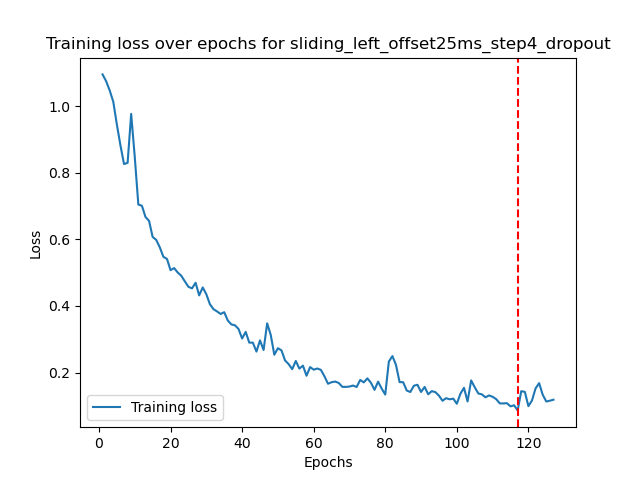 Training loss over epochs for sliding_left_offset25ms_step4_dropout
1.0
0.8
0.6
0.4
0.2
Loss
Training loss
0 20 40 60 80 100 120
Epochs